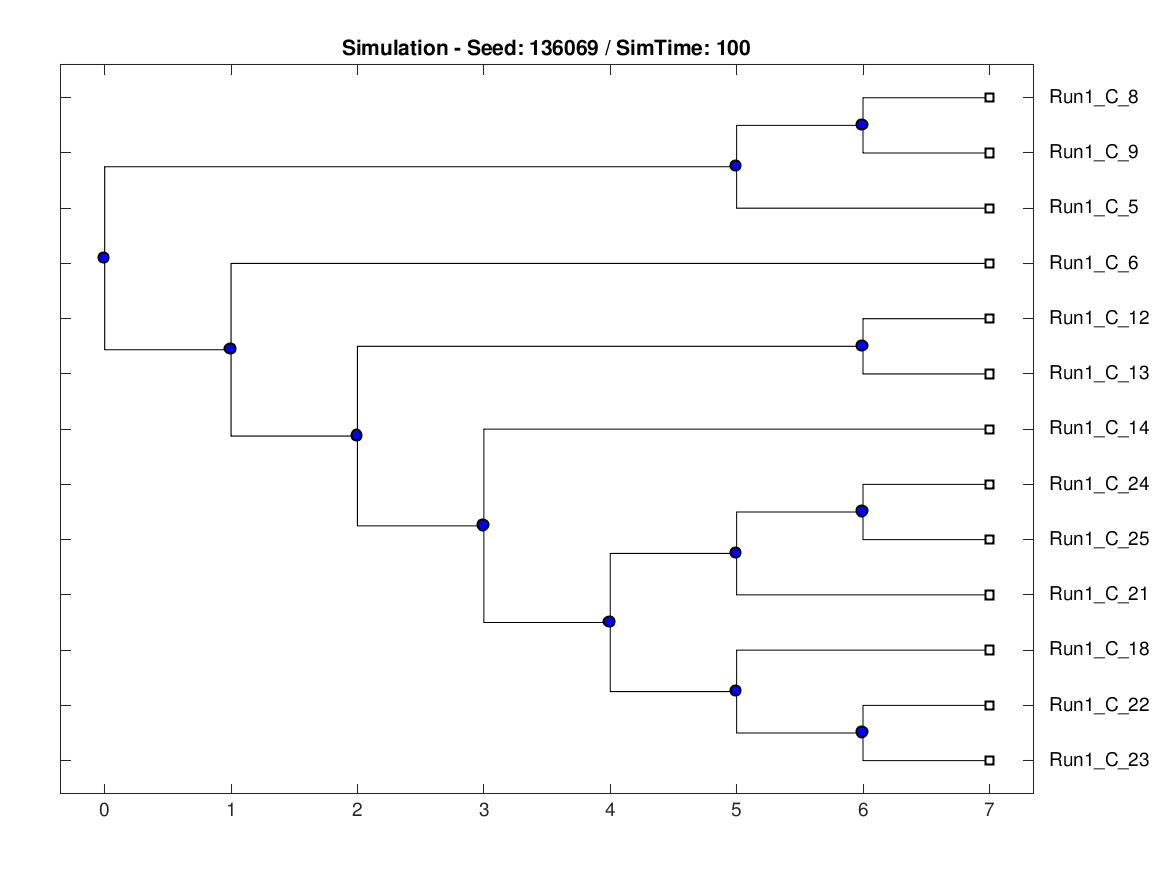 Simulation - Seed: 136069 / SimTime: 100
Run1_C_8
Run1_C_9
Run1_C_5
Run1_C_6
Run1_C_12
Run1_C_13
Run1_C_14
Run1_C_24
Run1_C_25
Run1_C_21
Run1_C_18
Run1_C_22
Run1_C_23
0 1 2 3 4 5 6 7